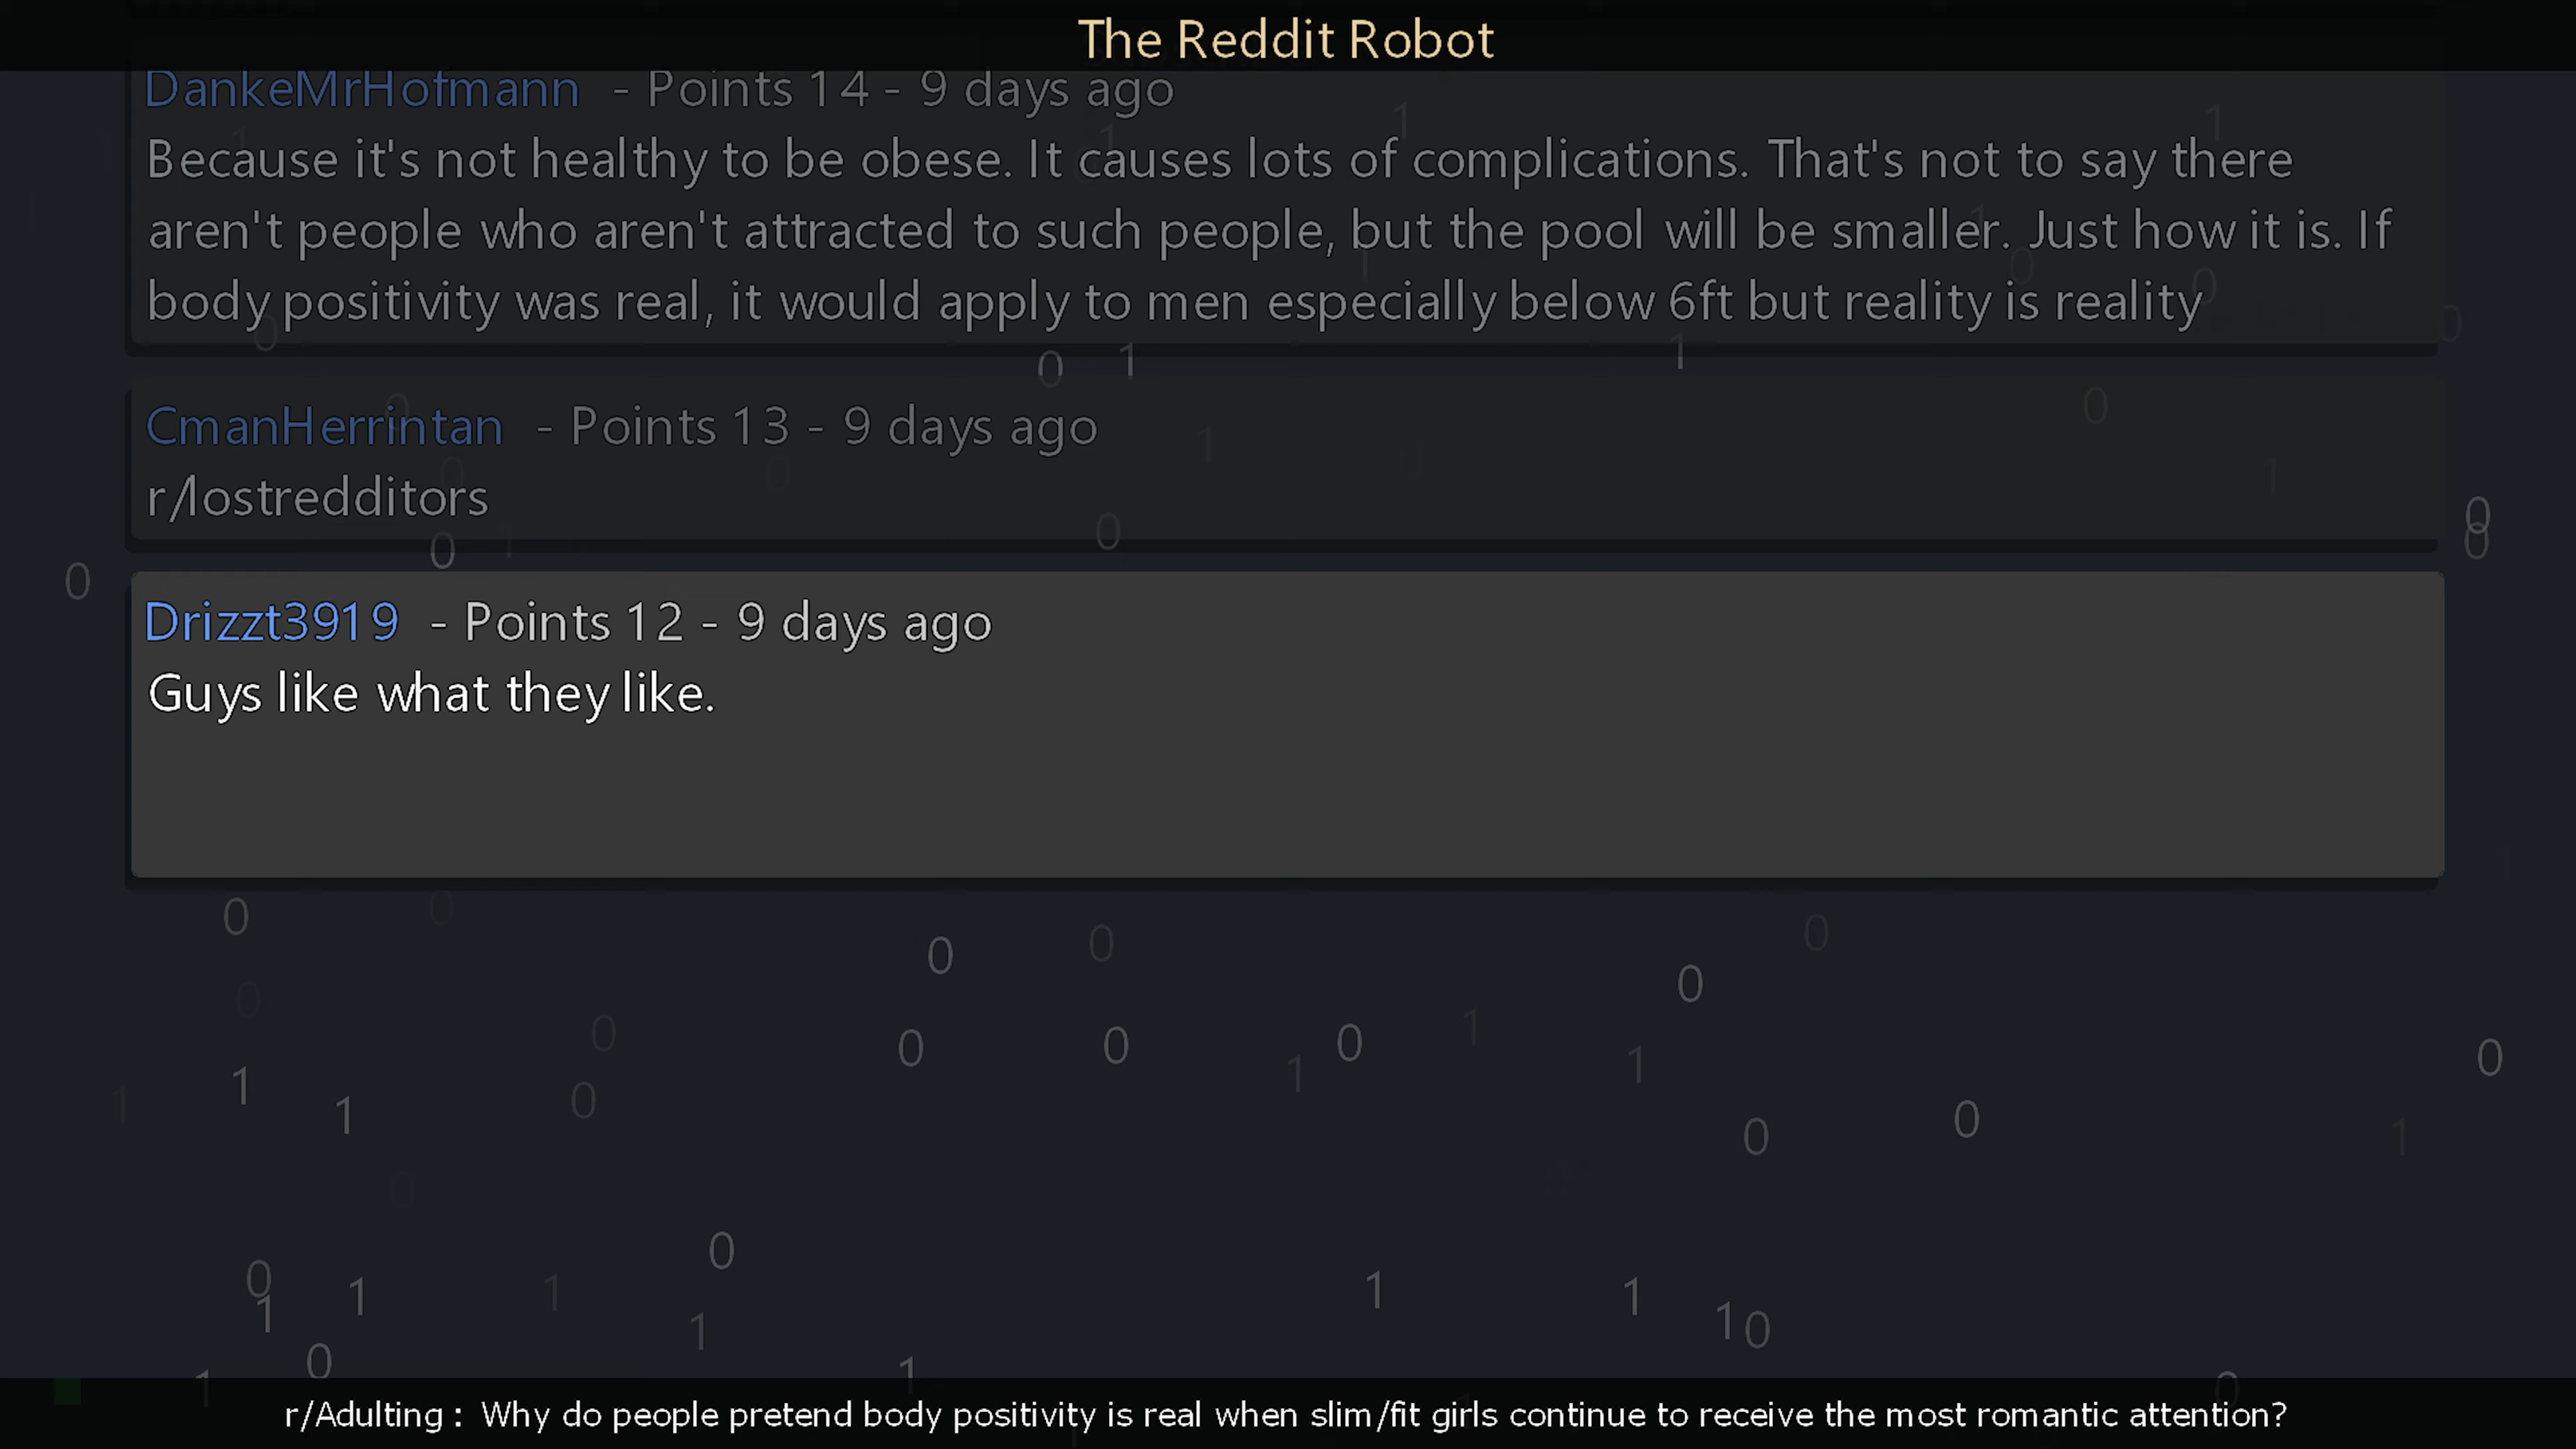 The Reddit Robot
DankeMrHofmann - Points 14 - 9 days ago
Because it's not healthy to be obese. It causes lots of complications. That's not to say there
aren't people who aren't attracted to such people, but the pool will be smaller. Just how it is. If
body positivity was real, it would apply to men especially below 6ft but reality is reality
CmanHerrintan - Points 13 - 9 days ago
r/lostredditors
Drizzt3919 - Points 12 - 9 days ago
Guys like what they like.
r/Adulting : Why do people pretend body positivity is real when slim/fit girls continue to receive the most romantic attention?